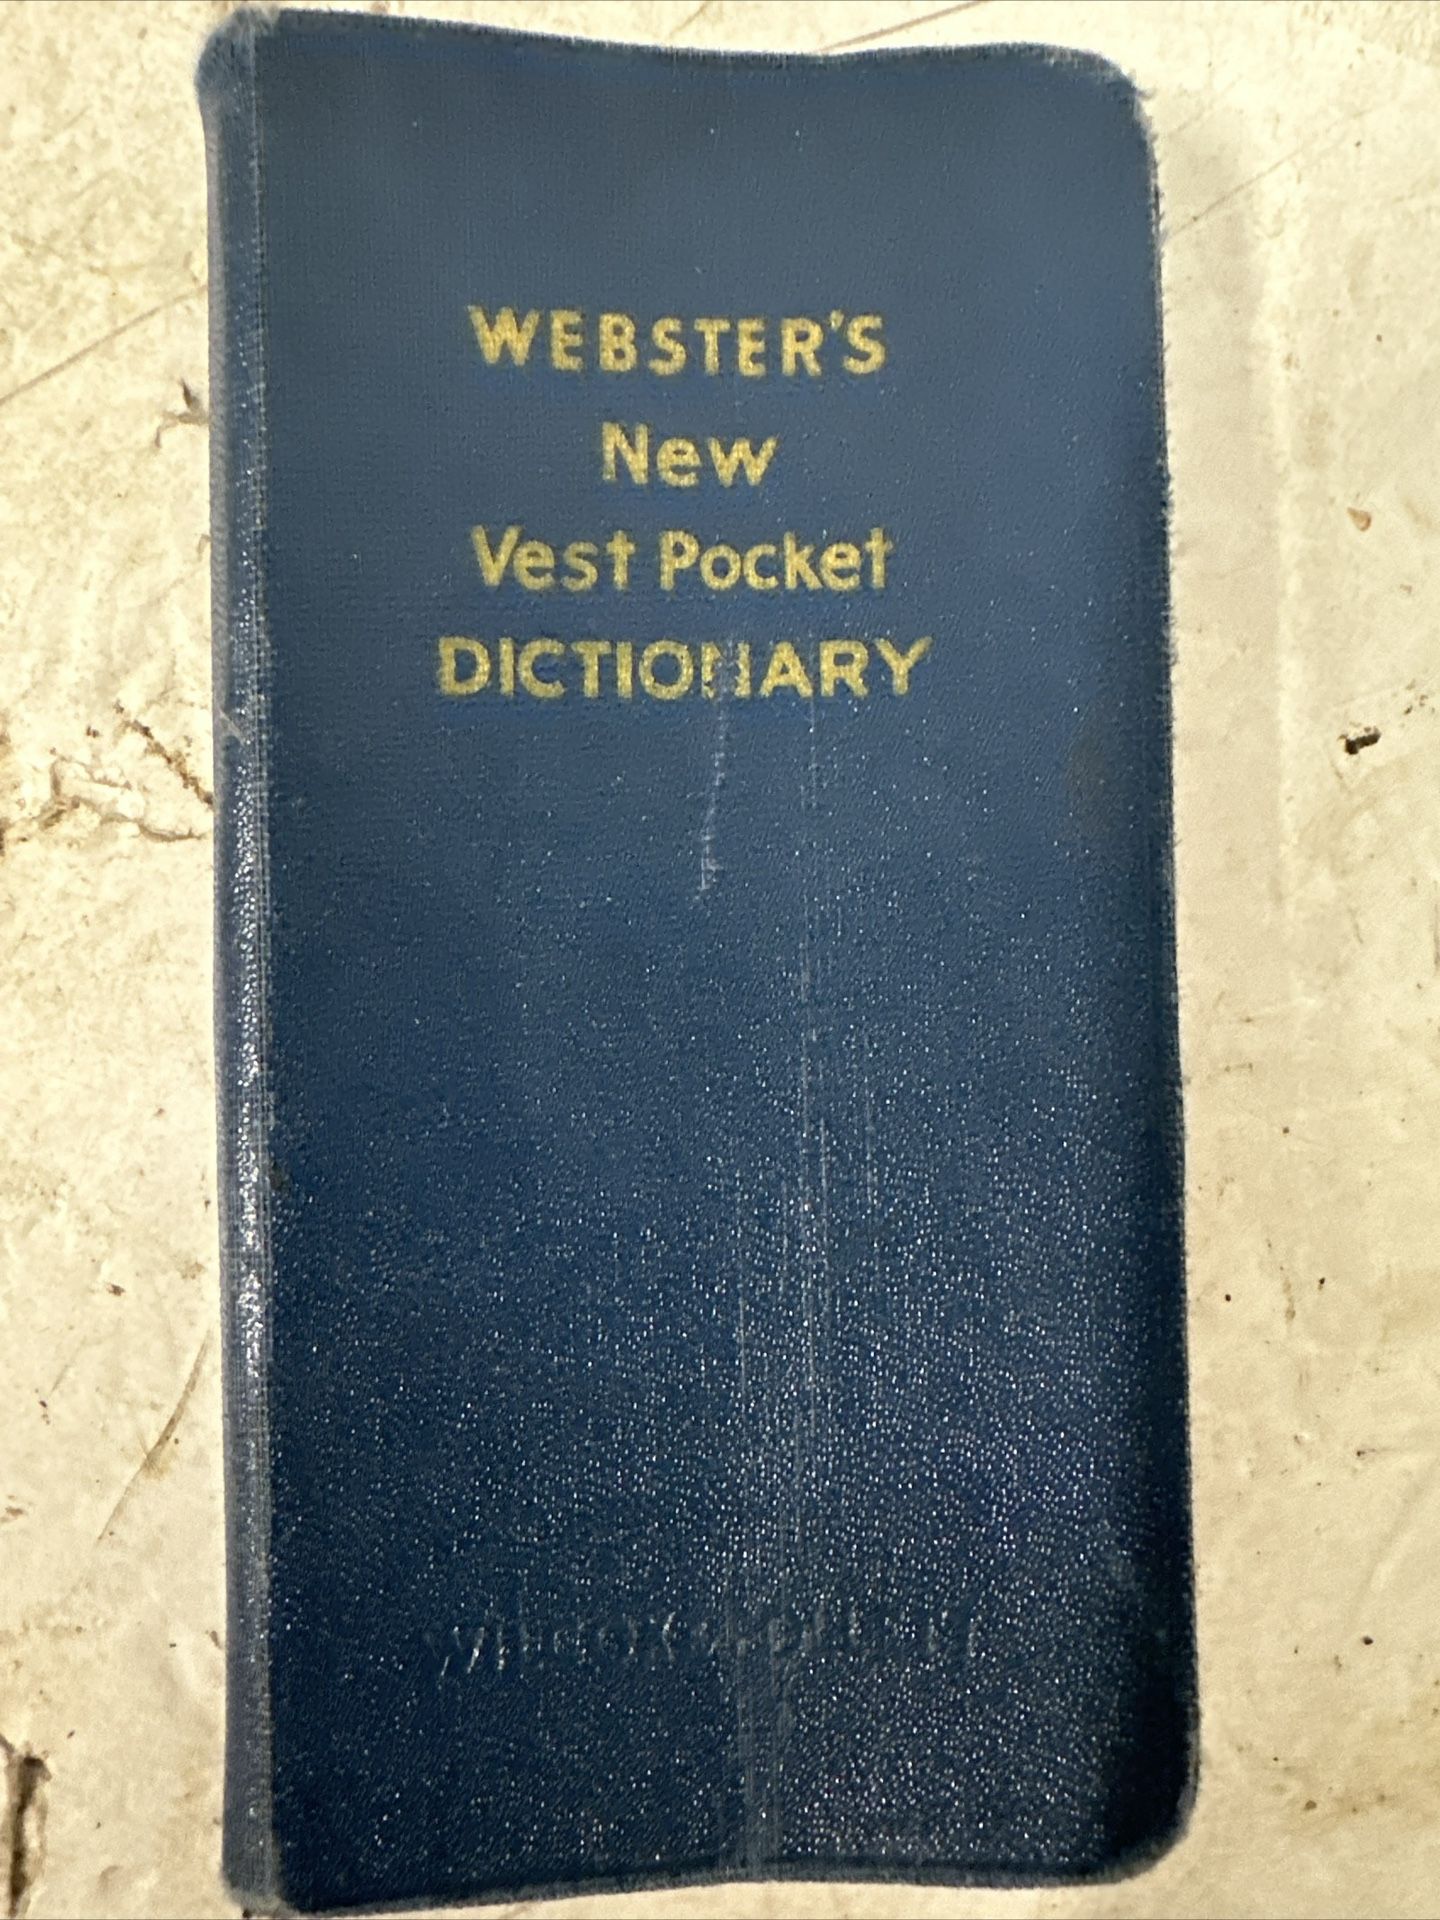 WEBSTER'S
New
Vest Pocket
DICTIONARY